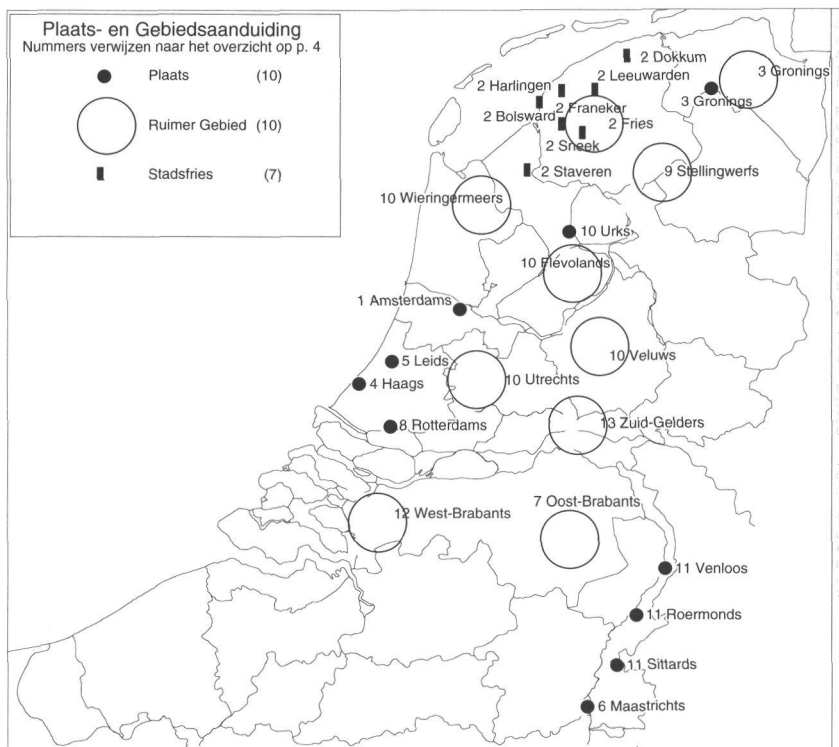 Plaats- en Gebiedsaanduiding
Nummers verwijzen naar het overzicht op p. 4
Plaats (10)
Ruimer Gebied (10)
Stadsfries (7)
2 Dokkum
3 Gronings
2 Leeuwarden
2 Harlingen
3 Gronings
2 Franeker
2 Bolsward
2 Fries
2 Sneek
2 Staveren
9 Stellingwerfs
10 Wieringermeers
10 Urks
10 Flevolands
1 Amsterdams
10 Veluws
5 Leids
10 Utrechts
4 Haags
13 Zuid-Gelders
8 Rotterdams
7 Oost-Brabants
12 West-Brabants
11 Venloos
11 Roermonds
11 Sittards
6 Maastrichts